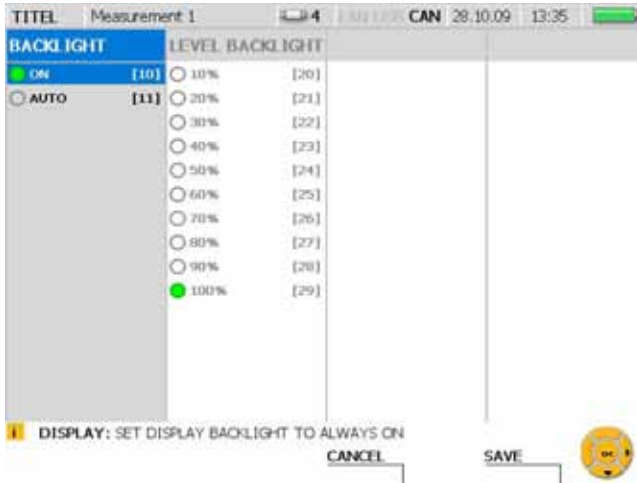 TITEL Measurement 1 4 CAN 28.10.09 13:35
BACKLIGHT LEVEL BACKLIGHT
ON [10] 10% [20]
AUTO [11] 20% [21]
30% [22]
40% [23]
50% [24]
60% [25]
70% [26]
80% [27]
90% [28]
100% [29]
i DISPLAY: SET DISPLAY BACKLIGHT TO ALWAYS ON
CANCEL SAVE
OK